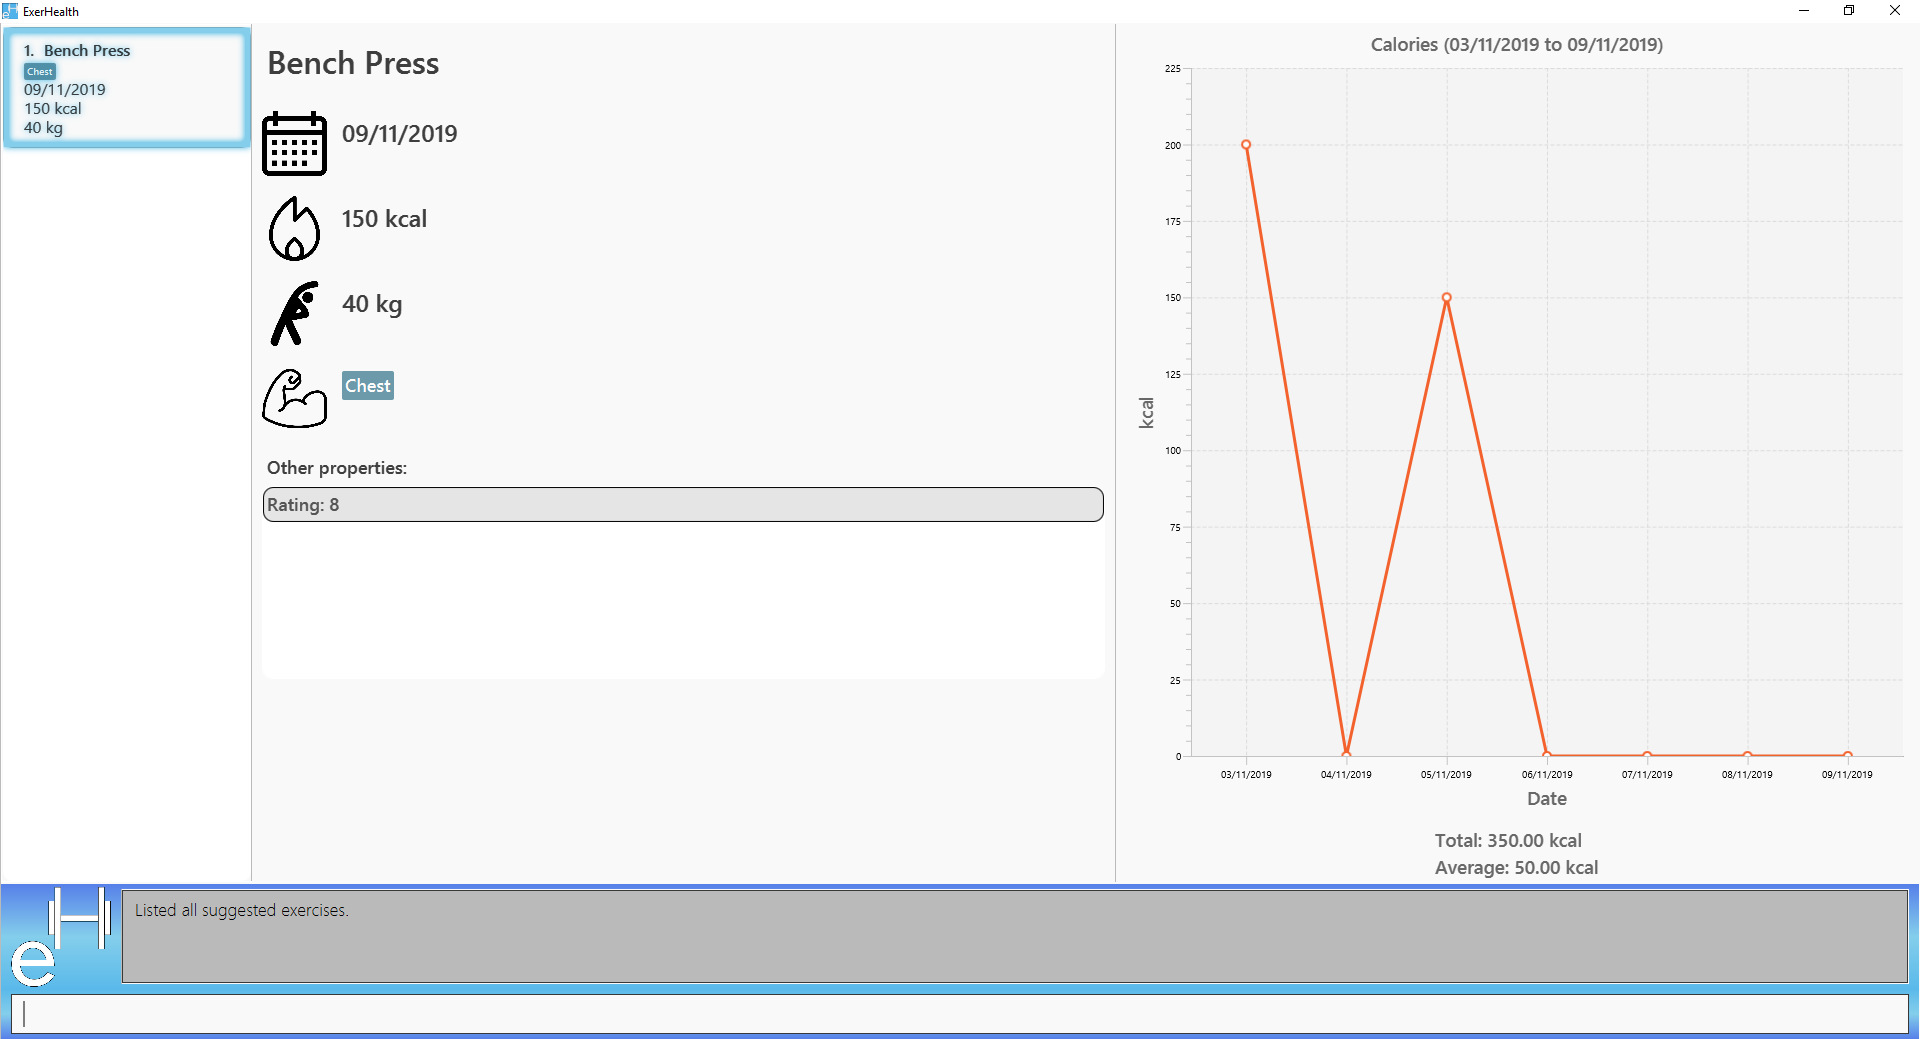 ExerHealth
1. Bench Press
Chest
09/11/2019
150 kcal
40 kg
Bench Press
09/11/2019
150 kcal
40 kg
Chest
Other properties:
Rating: 8
Calories (03/11/2019 to 09/11/2019)
225
200
175
150
125
100
75
50
25
0
kcal
03/11/2019 04/11/2019 05/11/2019 06/11/2019 07/11/2019 08/11/2019 09/11/2019
Date
Total: 350.00 kcal
Average: 50.00 kcal
eH
Listed all suggested exercises.